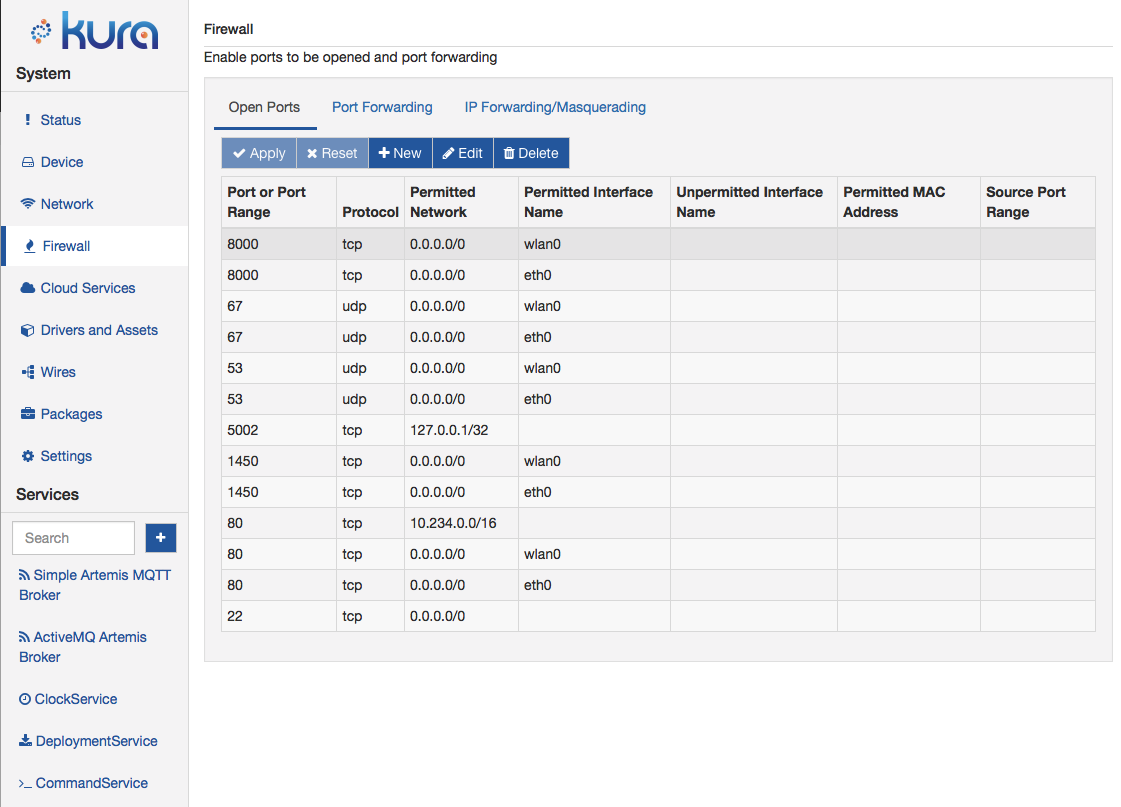 kura
System
Status
Device
Network
Firewall
Cloud Services
Drivers and Assets
Wires
Packages
Settings
Services
Search
Simple Artemis MQTT
Broker
ActiveMQ Artemis
Broker
ClockService
DeploymentService
CommandService
Firewall
Enable ports to be opened and port forwarding
Open Ports Port Forwarding IP Forwarding/Masquerading
Apply Reset New Edit Delete
Port or Port Range Protocol Permitted Network Permitted Interface Name Unpermitted Interface Name Permitted MAC Address Source Port Range
8000 tcp 0.0.0.0/0 wlan0
8000 tcp 0.0.0.0/0 eth0
67 udp 0.0.0.0/0 wlan0
67 udp 0.0.0.0/0 eth0
53 udp 0.0.0.0/0 wlan0
53 udp 0.0.0.0/0 eth0
5002 tcp 127.0.0.1/32
1450 tcp 0.0.0.0/0 wlan0
1450 tcp 0.0.0.0/0 eth0
80 tcp 10.234.0.0/16
80 tcp 0.0.0.0/0 wlan0
80 tcp 0.0.0.0/0 eth0
22 tcp 0.0.0.0/0